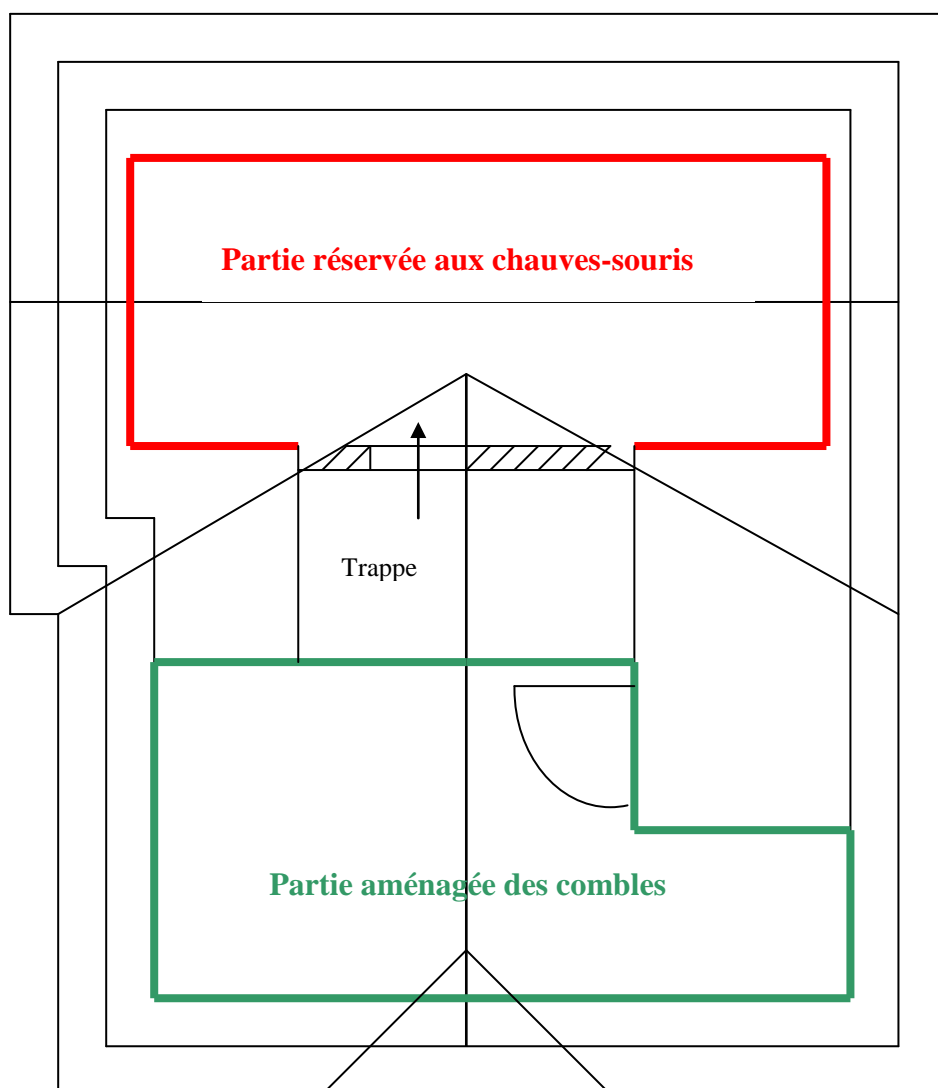 Partie réservée aux chauves-souris
Trappe
Partie aménagée des combles